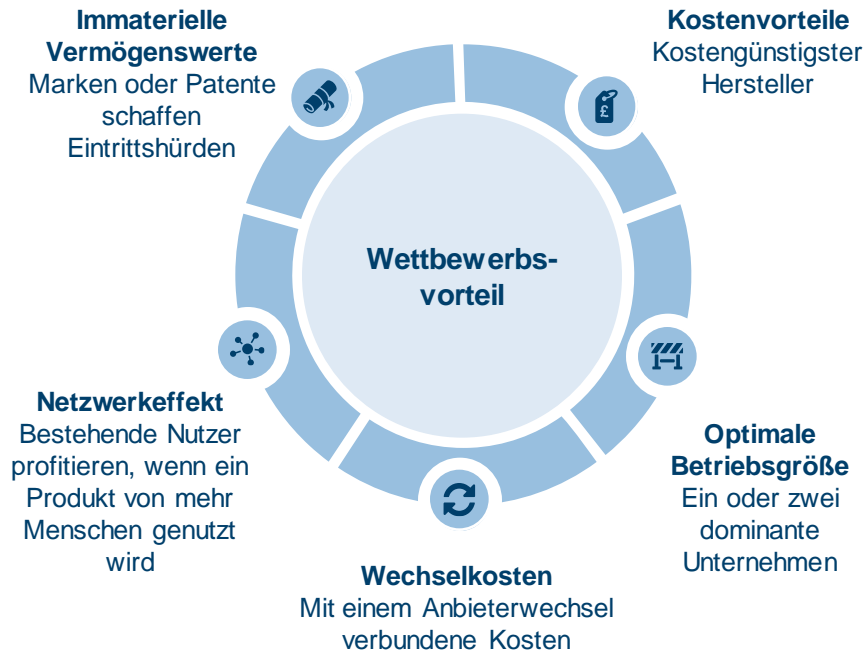 Immaterielle
Vermögenswerte
Marken oder Patente
schaffen
Eintrittshürden
Kostenvorteile
Kostengünstigster
Hersteller
£
Wettbewerbs-
vorteil
Netzwerkeffekt
Bestehende Nutzer
profitieren, wenn ein
Produkt von mehr
Menschen genutzt
wird
Optimale
Betriebsgröße
Ein oder zwei
dominante
Unternehmen
Wechselkosten
Mit einem Anbieterwechsel
verbundene Kosten